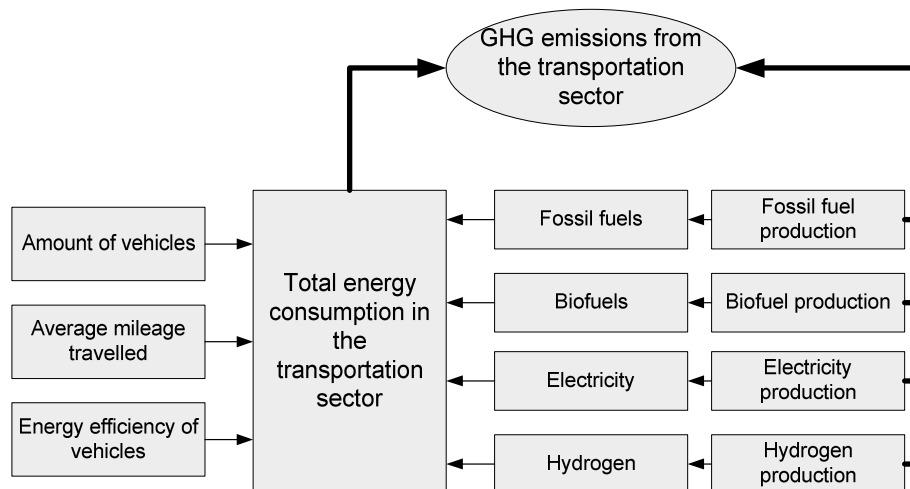 GHG emissions from
the transportation
sector
Amount of vehicles
Average mileage
travelled
Energy efficiency of
vehicles
Total energy
consumption in
the
transportation
sector
Fossil fuels
Biofuels
Electricity
Hydrogen
Fossil fuel
production
Biofuel production
Electricity
production
Hydrogen
production